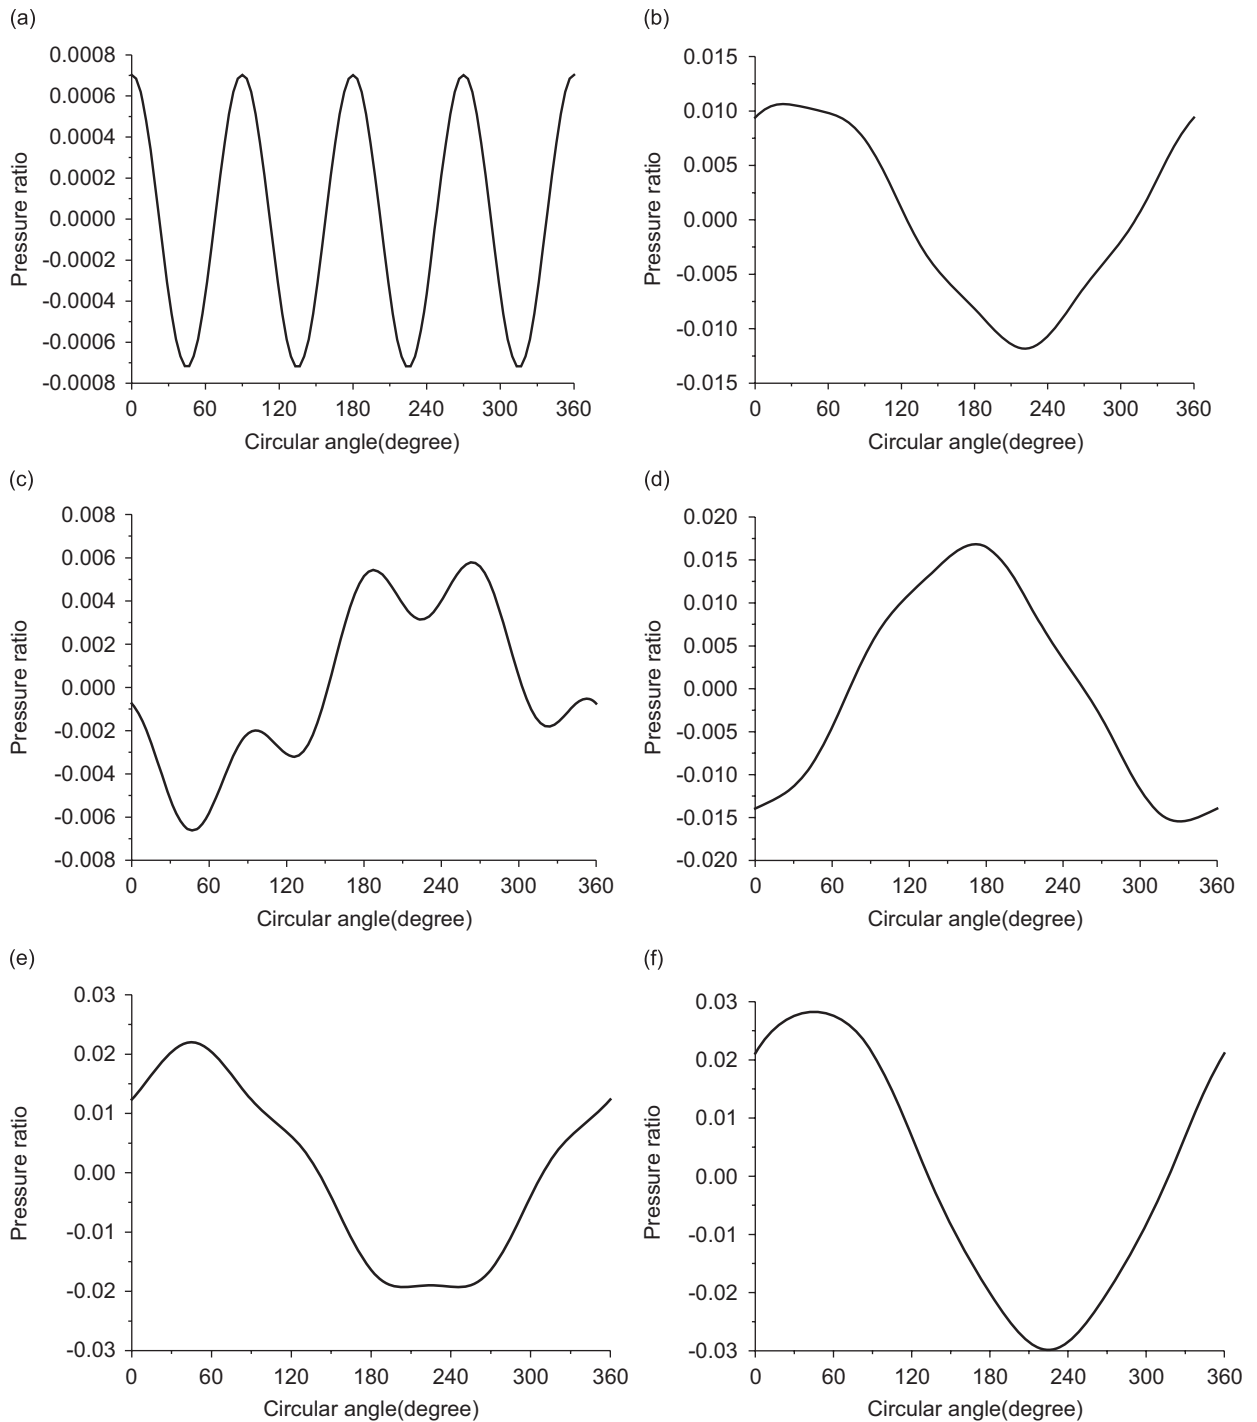 (a)
0.0008
0.0006
0.0004
0.0002
0.0000
-0.0002
-0.0004
-0.0006
-0.0008
0 60 120 180 240 300 360
Circular angle(degree)
Pressure ratio
(b)
0.015
0.010
0.005
0.000
-0.005
-0.010
-0.015
0 60 120 180 240 300 360
Circular angle(degree)
Pressure ratio
(c)
0.008
0.006
0.004
0.002
0.000
-0.002
-0.004
-0.006
-0.008
0 60 120 180 240 300 360
Circular angle(degree)
Pressure ratio
(d)
0.020
0.015
0.010
0.005
0.000
-0.005
-0.010
-0.015
-0.020
0 60 120 180 240 300 360
Circular angle(degree)
Pressure ratio
(e)
0.03
0.02
0.01
0.00
-0.01
-0.02
-0.03
0 60 120 180 240 300 360
Circular angle(degree)
Pressure ratio
(f)
0.03
0.02
0.01
0.00
-0.01
-0.02
-0.03
0 60 120 180 240 300 360
Circular angle(degree)
Pressure ratio